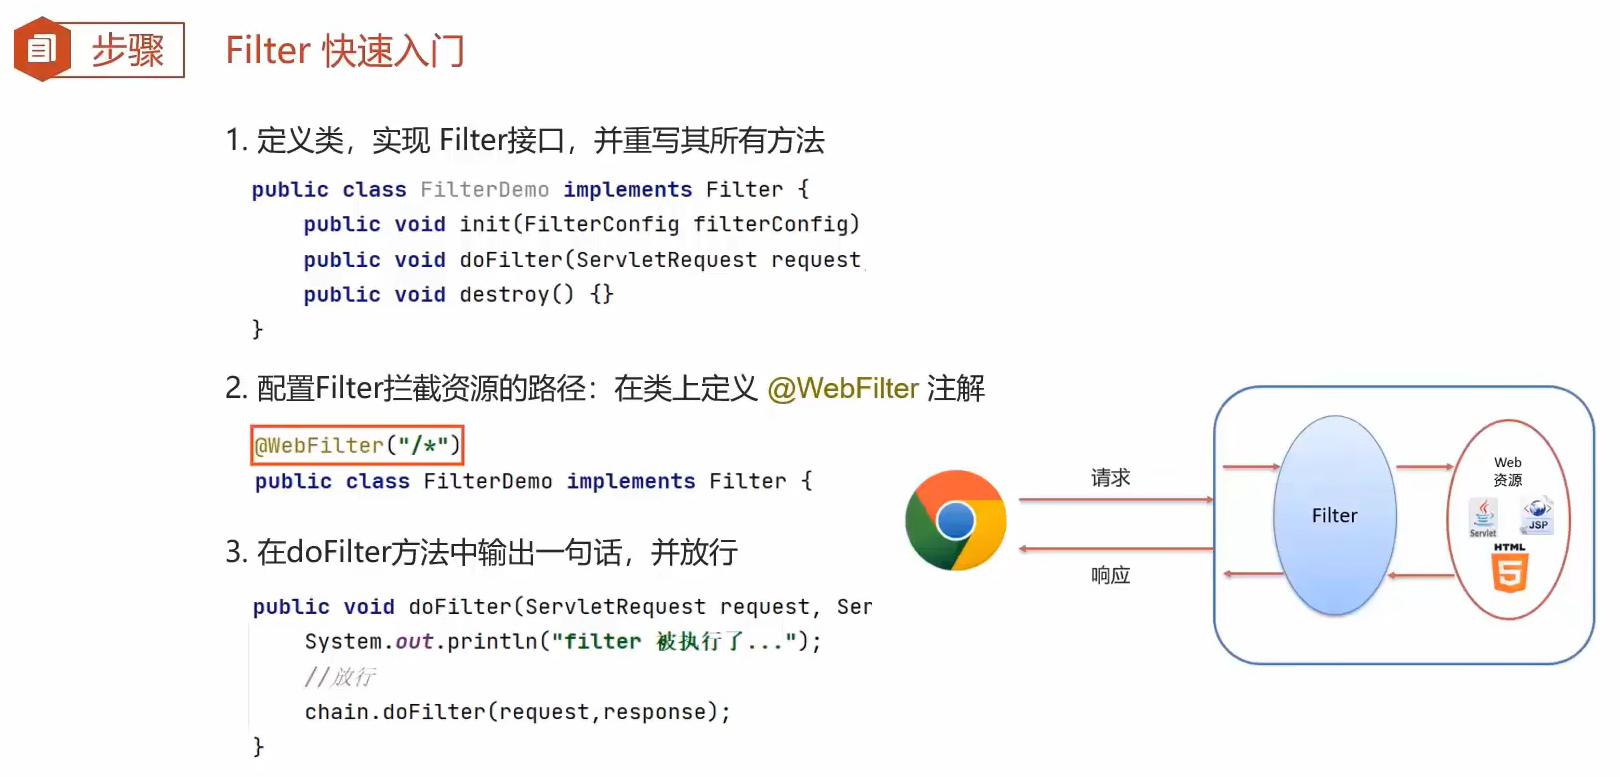 步骤
Filter 快速入门
1. 定义类，实现 Filter接口，并重写其所有方法
public class FilterDemo implements Filter {
public void init(FilterConfig filterConfig)
public void doFilter(ServletRequest request,
public void destroy() {}
}
2. 配置Filter拦截资源的路径：在类上定义 @WebFilter 注解
@WebFilter("/*")
public class FilterDemo implements Filter {
3. 在doFilter方法中输出一句话，并放行
public void doFilter(ServletRequest request, Ser
System.out.println("filter 被执行了...");
//放行
chain.doFilter(request,response);
}
请求
响应
Filter
Web
资源
Servlet
JSP
HTML
5